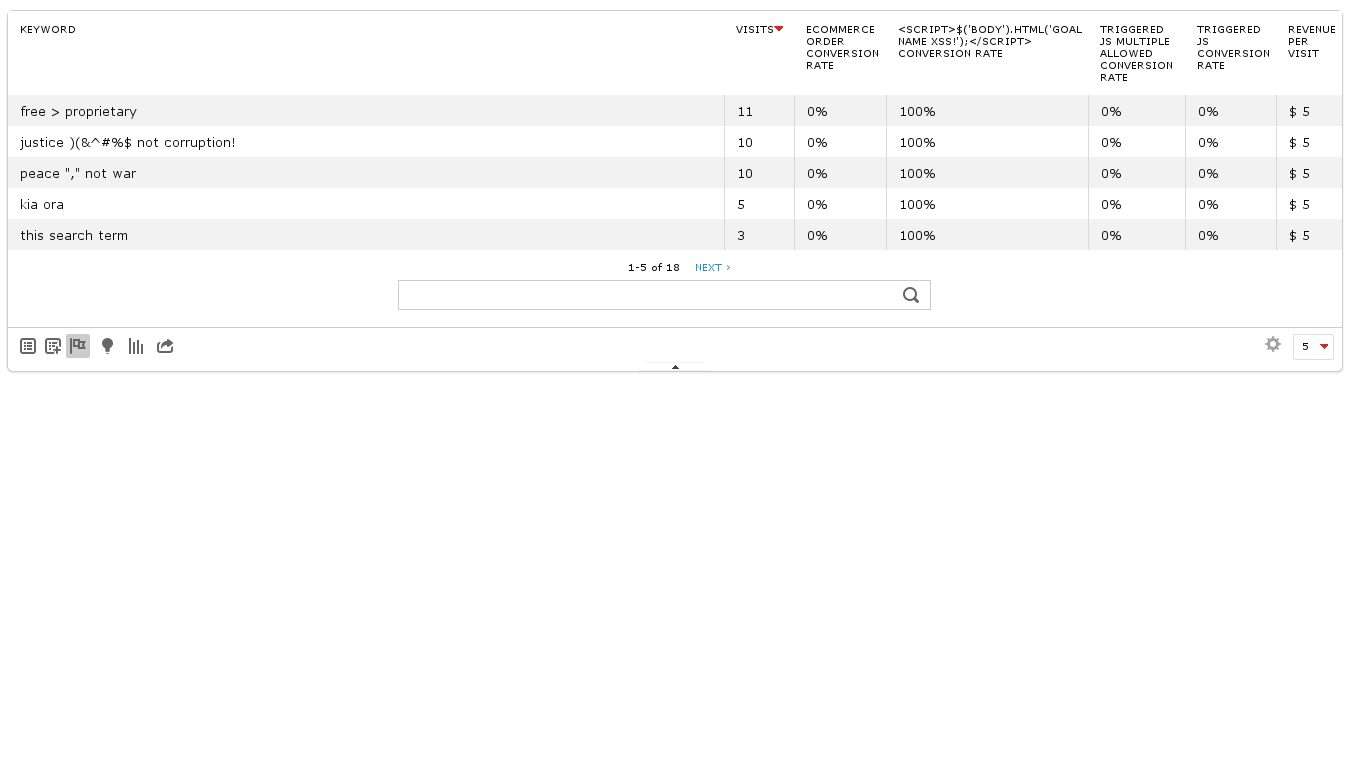 KEYWORD
VISITS
ECOMMERCE
ORDER
CONVERSION
RATE
<SCRIPT>$('BODY').HTML('GOAL
NAME XSS!');</SCRIPT>
CONVERSION RATE
TRIGGERED
JS MULTIPLE
ALLOWED
CONVERSION
RATE
TRIGGERED
JS
CONVERSION
RATE
REVENUE
PER
VISIT
free > proprietary 11 0% 100% 0% 0% $ 5
justice )(&^#%$ not corruption! 10 0% 100% 0% 0% $ 5
peace "," not war 10 0% 100% 0% 0% $ 5
kia ora 5 0% 100% 0% 0% $ 5
this search term 3 0% 100% 0% 0% $ 5
1-5 of 18 NEXT ›
5